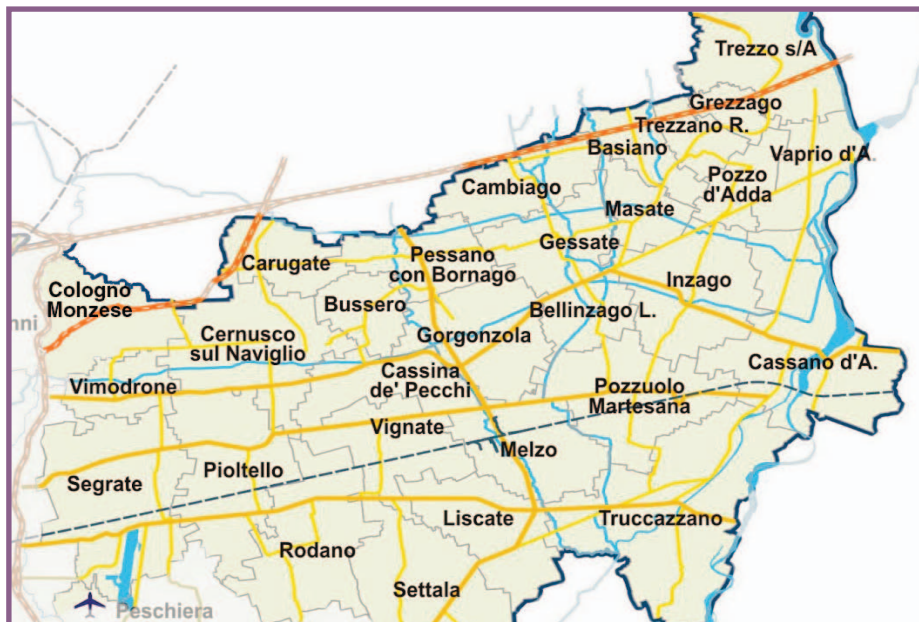 Trezzo s/A
Grezzago
Trezzano R.
Basiano
Vaprio d'A.
Pozzo
d'Adda
Cambiago
Masate
Gessate
Pessano
con Bornago
Carugate
Inzago
Cologno
Monzese
Bussero
Bellinzago L.
Cernusco
sul Naviglio
Gorgonzola
Cassano d'A.
Vimodrone
Cassina
de' Pecchi
Pozzuolo
Martesana
Vignate
Melzo
Segrate
Pioltello
Liscate
Truccazzano
Rodano
Settala
Peschiera